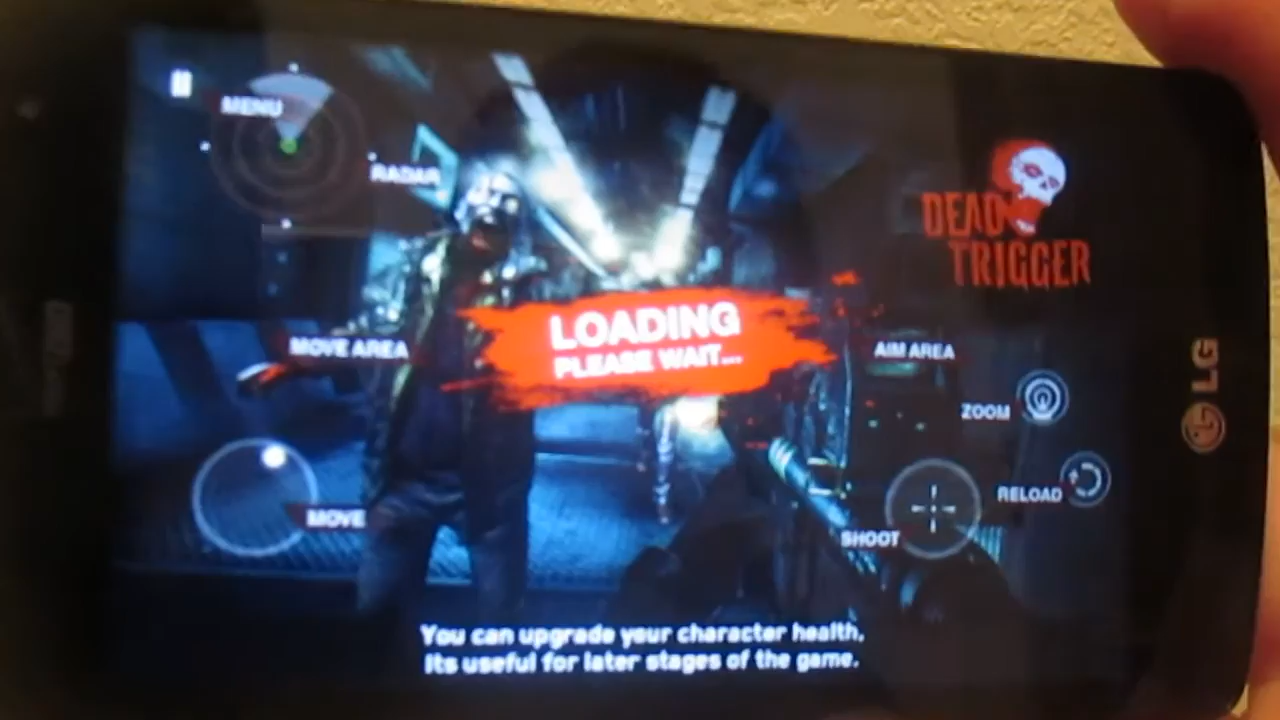 MENU
RADAR
DEAD
TRIGGER
LOADING
PLEASE WAIT...
MOVE AREA
AIM AREA
ZOOM
RELOAD
MOVE
SHOOT
You can upgrade your character health.
Its useful for later stages of the game.
LG